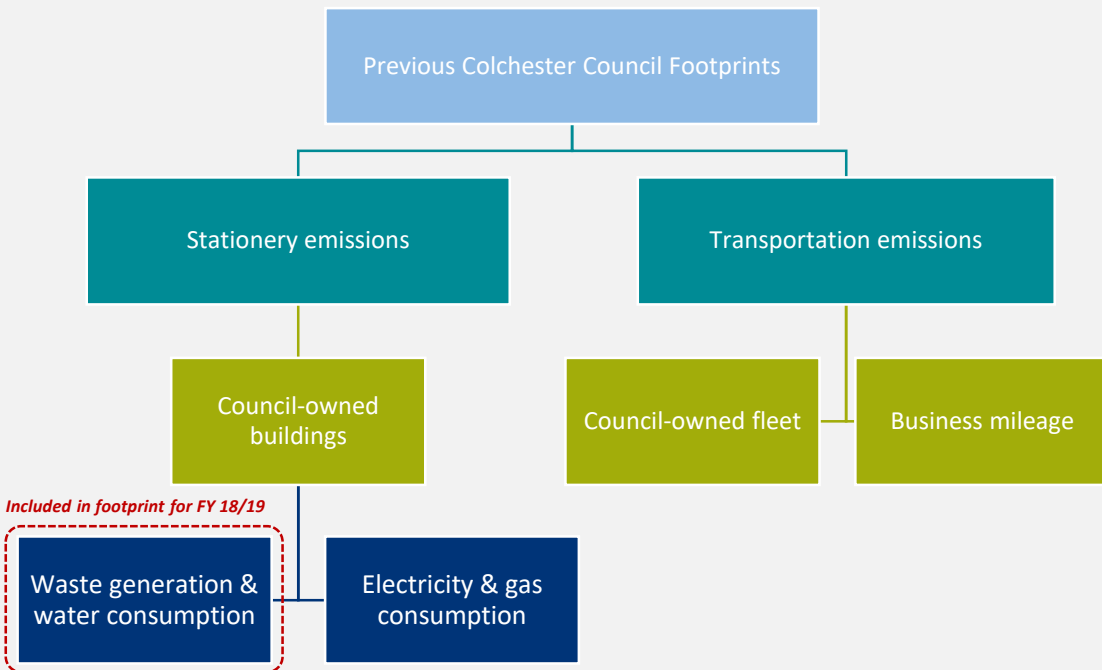 Previous Colchester Council Footprints
Stationery emissions
Transportation emissions
Council-owned
buildings
Council-owned fleet
Business mileage
Included in footprint for FY 18/19
Waste generation &
water consumption
Electricity & gas
consumption